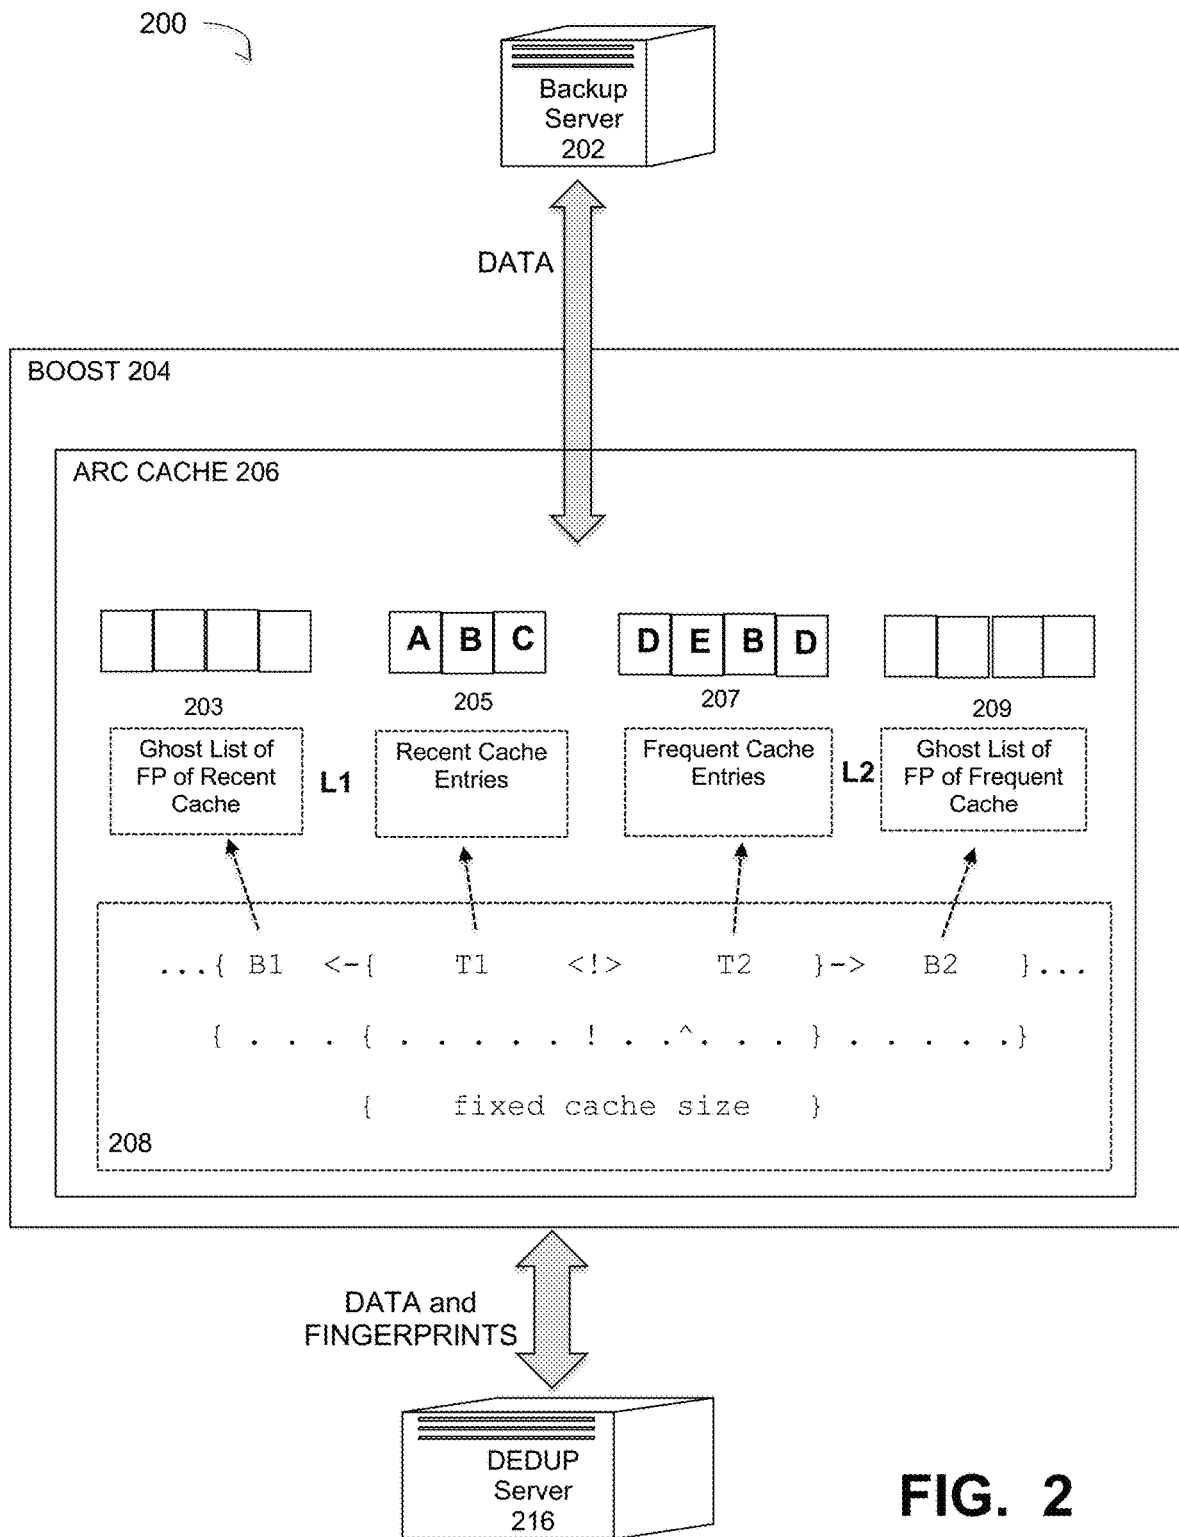 200
Backup
Server
202
DATA
BOOST 204
ARC CACHE 206
A B C
D E B D
203
205
207
209
Ghost List of
FP of Recent
Cache
L1
Recent Cache
Entries
Frequent Cache
Entries
L2
Ghost List of
FP of Frequent
Cache
...{ B1 <-{ T1 <!> T2 }-> B2 }...
{ . . . { . . . . . ! . . ^ . . . } . . . . . }
{ fixed cache size }
208
DATA and
FINGERPRINTS
DEDUP
Server
216
FIG. 2